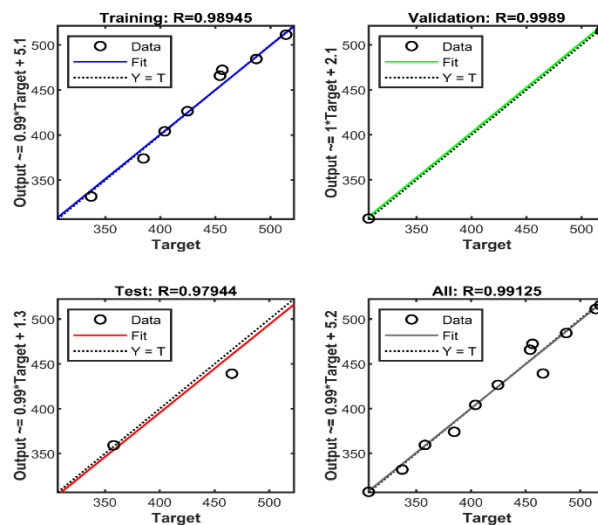 Training: R=0.98945
Output ~= 0.99*Target + 5.1
500
450
400
350
Data
Fit
Y = T
350 400 450 500
Target
Validation: R=0.9989
Output ~= 1*Target + 2.1
500
450
400
350
Data
Fit
Y = T
350 400 450 500
Target
Test: R=0.97944
Output ~= 0.99*Target + 1.3
500
450
400
350
Data
Fit
Y = T
350 400 450 500
Target
All: R=0.99125
Output ~= 0.99*Target + 5.2
500
450
400
350
Data
Fit
Y = T
350 400 450 500
Target